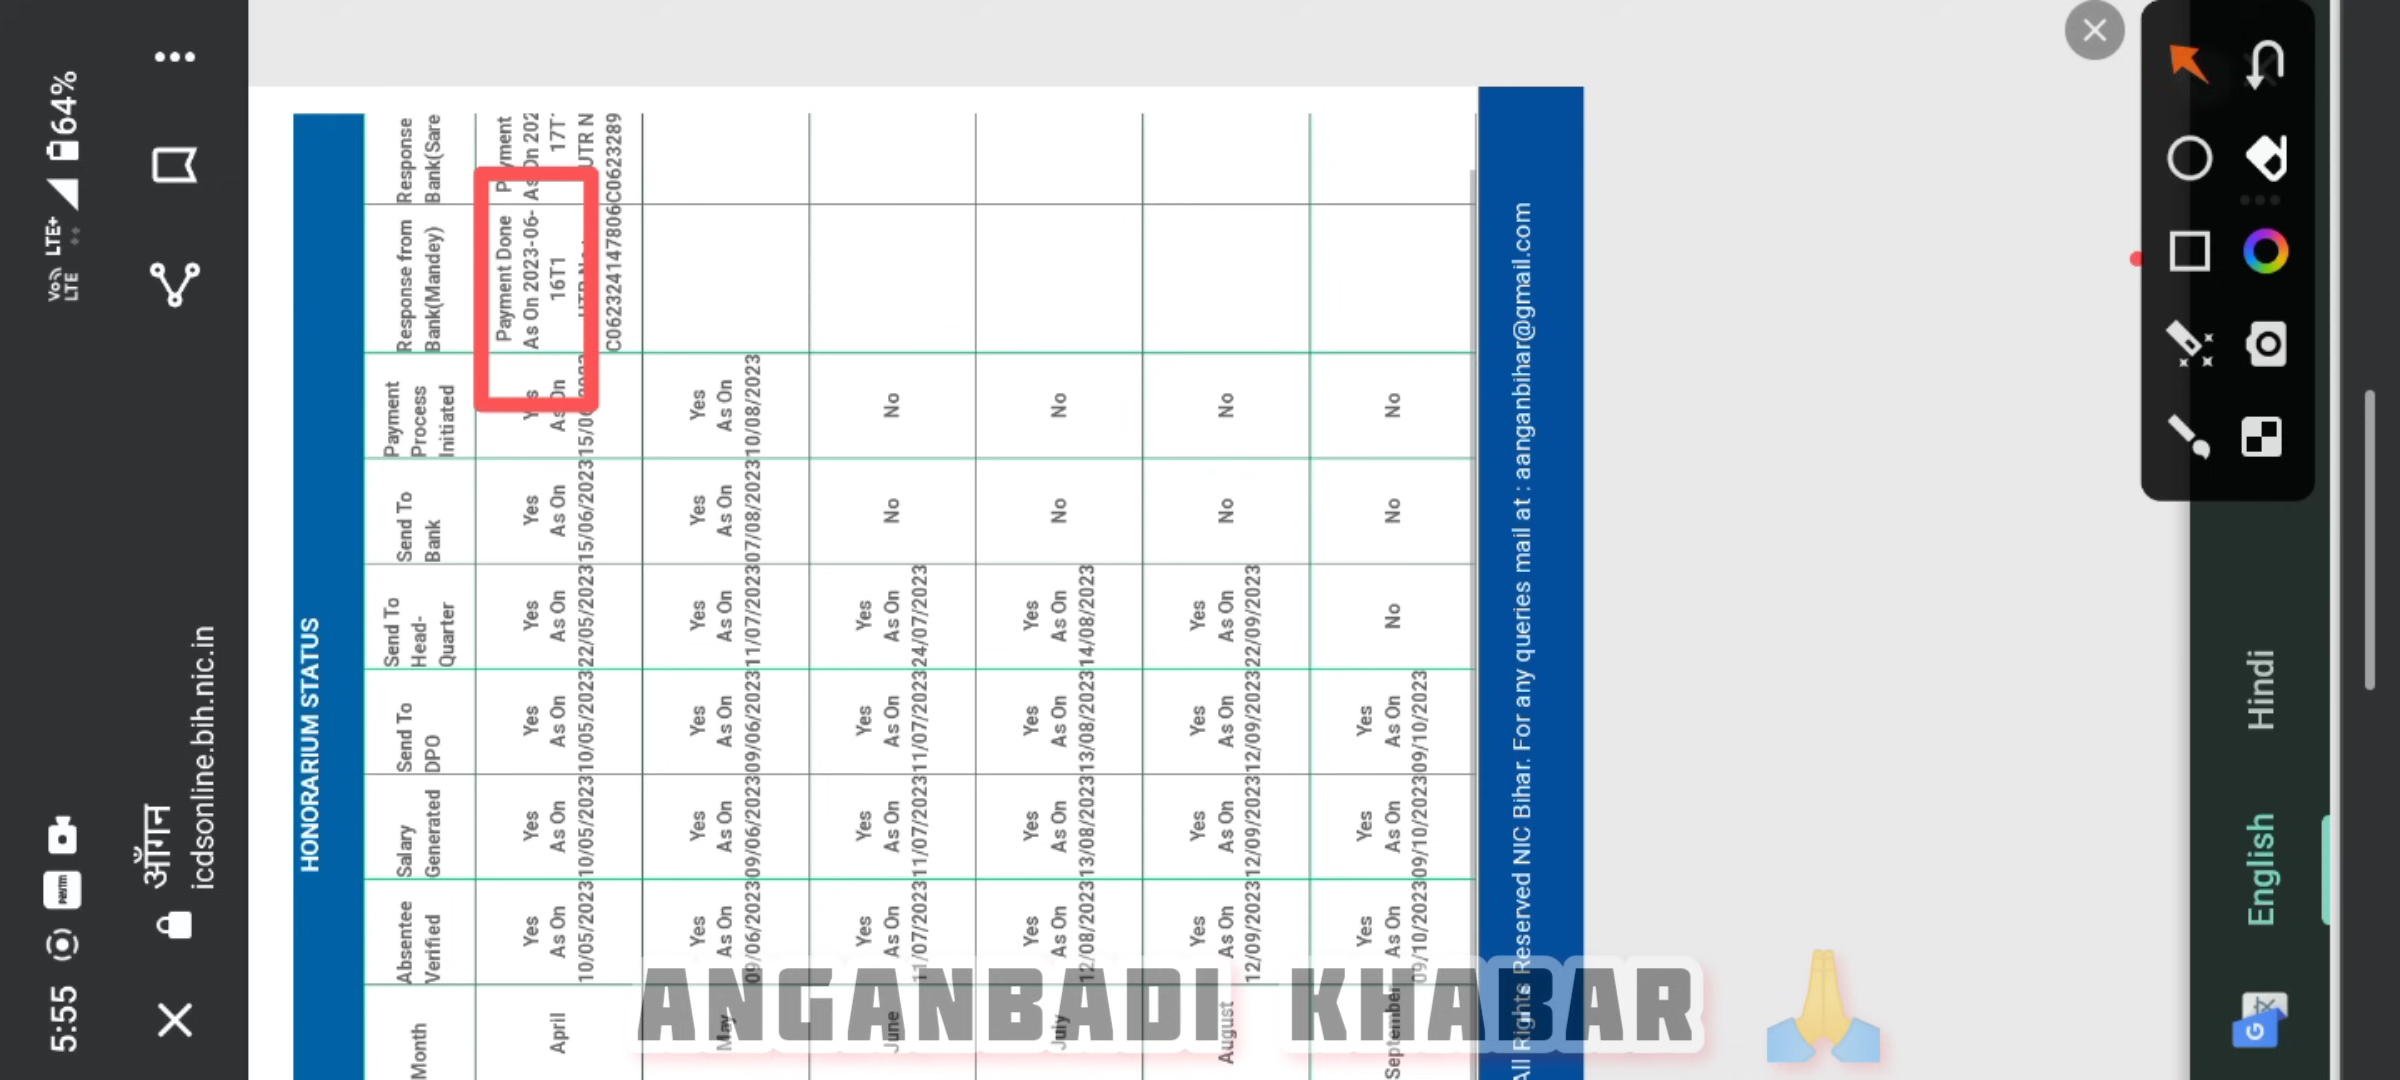 5:55
VoLTE LTE+ 64%
आँगन
icdsonline.bih.nic.in
HONORARIUM STATUS
Month
Absentee Verified
Salary Generated
Send To DPO
Send To Head-Quarter
Send To Bank
Payment Process Initiated
Response from Bank(Mandey)
Response Bank(Sare
April
Yes As On 10/05/2023
Yes As On 10/05/2023
Yes As On 10/05/2023
Yes As On 22/05/2023
Yes As On 15/06/2023
Yes As On
Payment Done As On 2023-06-16T1
C062324147806
As On 202
17T
UTR N
C0623289
May
Yes As On 09/06/2023
Yes As On 09/06/2023
Yes As On 09/06/2023
Yes As On 11/07/2023
Yes As On 07/08/2023
Yes As On 10/08/2023
June
Yes As On 11/07/2023
Yes As On 11/07/2023
Yes As On 11/07/2023
Yes As On 24/07/2023
No
No
July
Yes As On 12/08/2023
Yes As On 13/08/2023
Yes As On 13/08/2023
Yes As On 14/08/2023
No
No
August
Yes As On 12/09/2023
Yes As On 12/09/2023
Yes As On 12/09/2023
Yes As On 22/09/2023
No
No
September
Yes As On 09/10/2023
Yes As On 09/10/2023
Yes As On 09/10/2023
No
No
No
All Rights Reserved NIC Bihar. For any queries mail at : aanganbihar@gmail.com
ANGANBADI KHABAR
English
Hindi